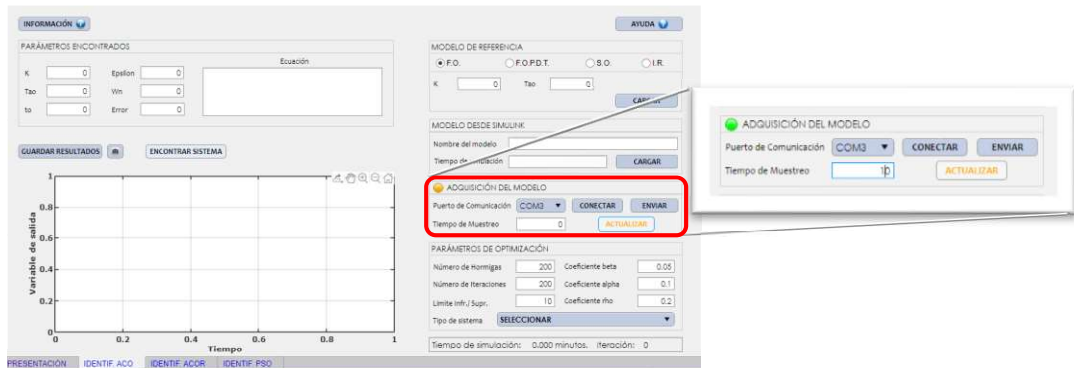 INFORMACIÓN
AYUDA
PARÁMETROS ENCONTRADOS
Ecuación
K 0 Epsilon 0
Tao 0 Wn 0
to 0 Error 0
GUARDAR RESULTADOS
ENCONTRAR SISTEMA
Variable de salida
1
0.8
0.6
0.4
0.2
0
0 0.2 0.4 0.6 0.8 1
Tiempo
MODELO DE REFERENCIA
F.O. F.O.P.D.T. S.O. I.R.
K 0 Tao 0
CARGAR
MODELO DESDE SIMULINK
Nombre del modelo
Tiempo de simulación CARGAR
ADQUISICIÓN DEL MODELO
Puerto de Comunicación COM3 CONECTAR ENVIAR
Tiempo de Muestreo 0 ACTUALIZAR
PARÁMETROS DE OPTIMIZACIÓN
Número de Hormigas 200 Coeficiente beta 0.05
Número de Iteraciones 200 Coeficiente alpha 0.1
Límite Infr./Supr. 10 Coeficiente rho 0.2
Tipo de sistema SELECCIONAR
Tiempo de simulación: 0.000 minutos. Iteración: 0
PRESENTACIÓN IDENTIF. ACO IDENTIF. ACOR IDENTIF. PSO
ADQUISICIÓN DEL MODELO
Puerto de Comunicación COM3 CONECTAR ENVIAR
Tiempo de Muestreo 10 ACTUALIZAR